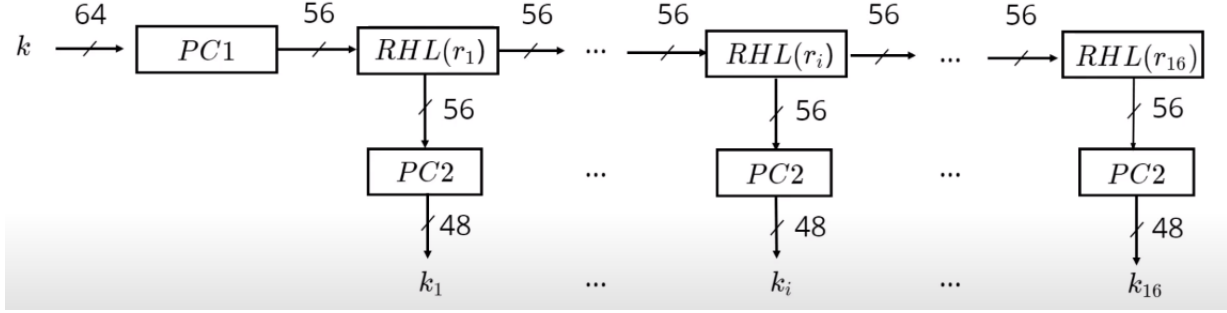 64 56 56 56 56 56
k PC1 RHL(r₁) ... RHL(rᵢ) ... RHL(r₁₆)
56 56 56
PC2 ... PC2 ... PC2
48 48 48
k₁ ... kᵢ ... k₁₆